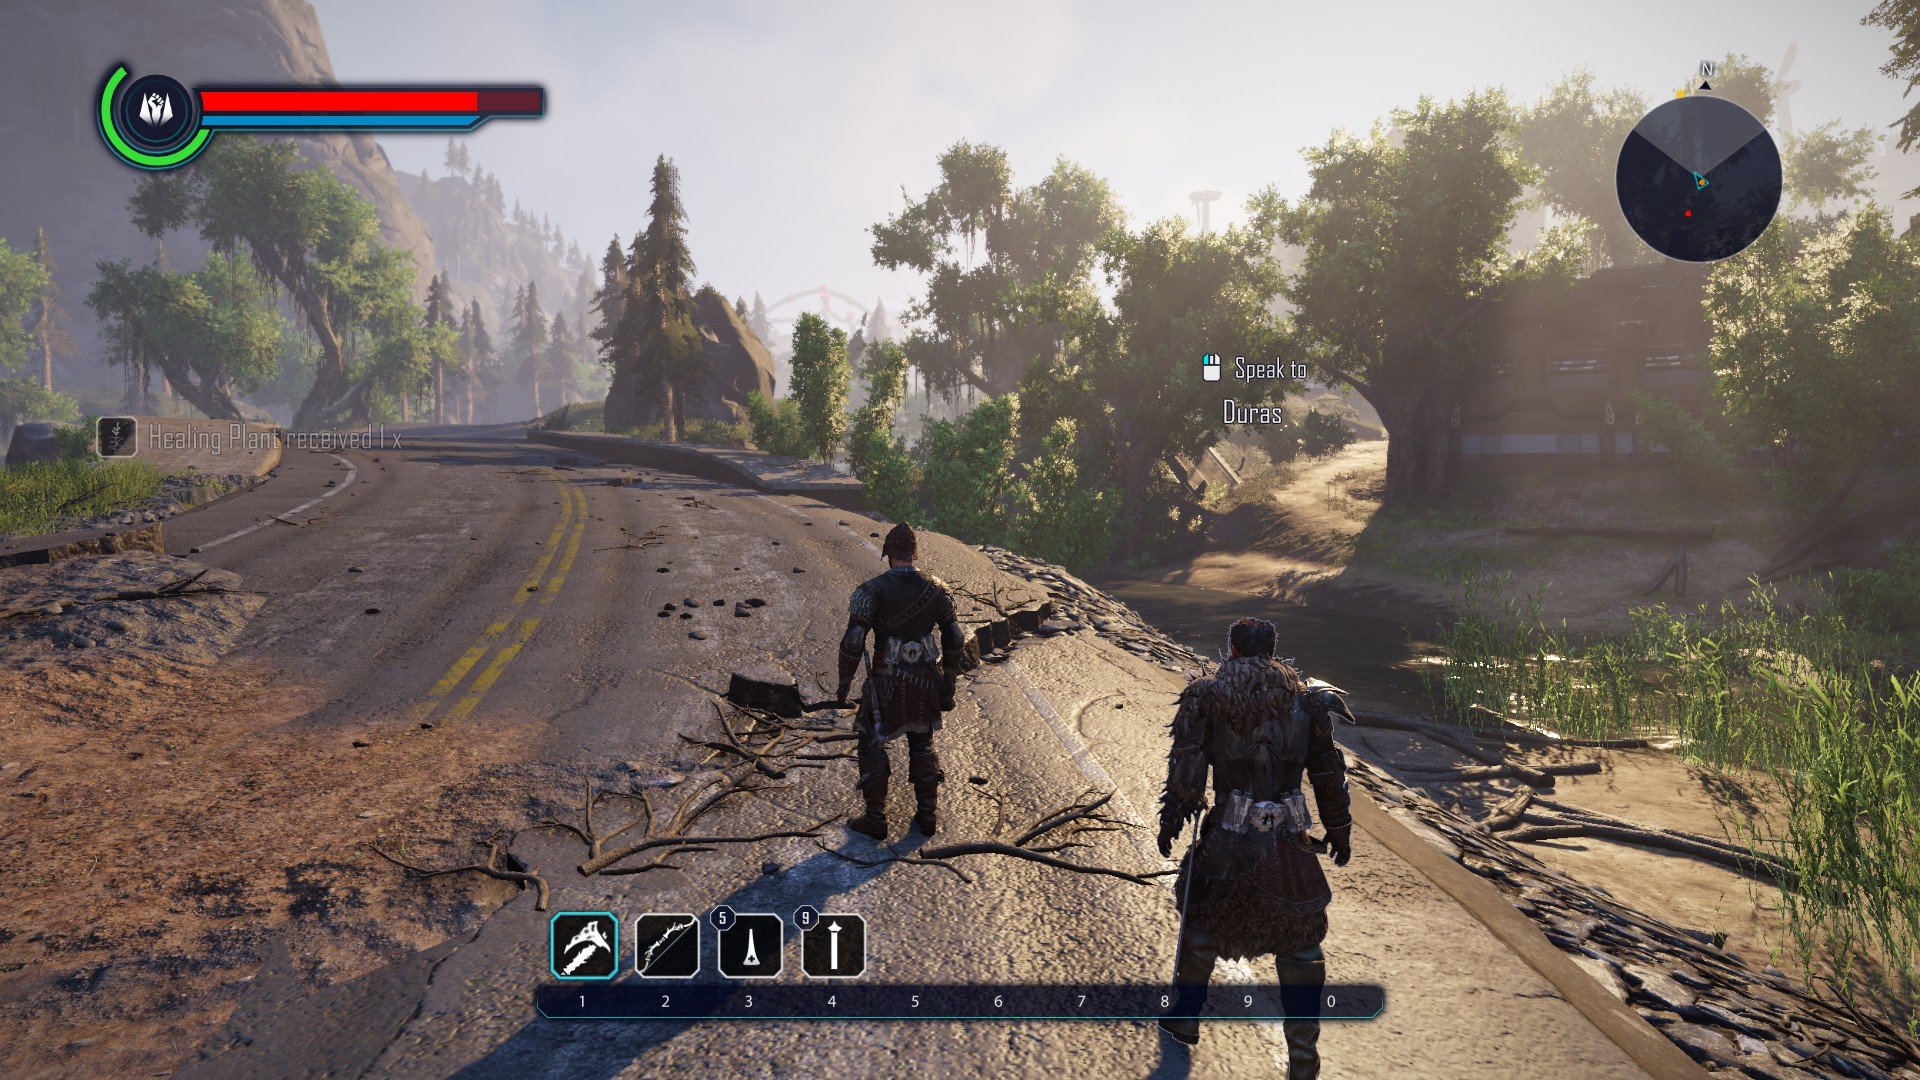 N
Speak to
Duras
Healing Plant received 1 x
5 9
1 2 3 4 5 6 7 8 9 0